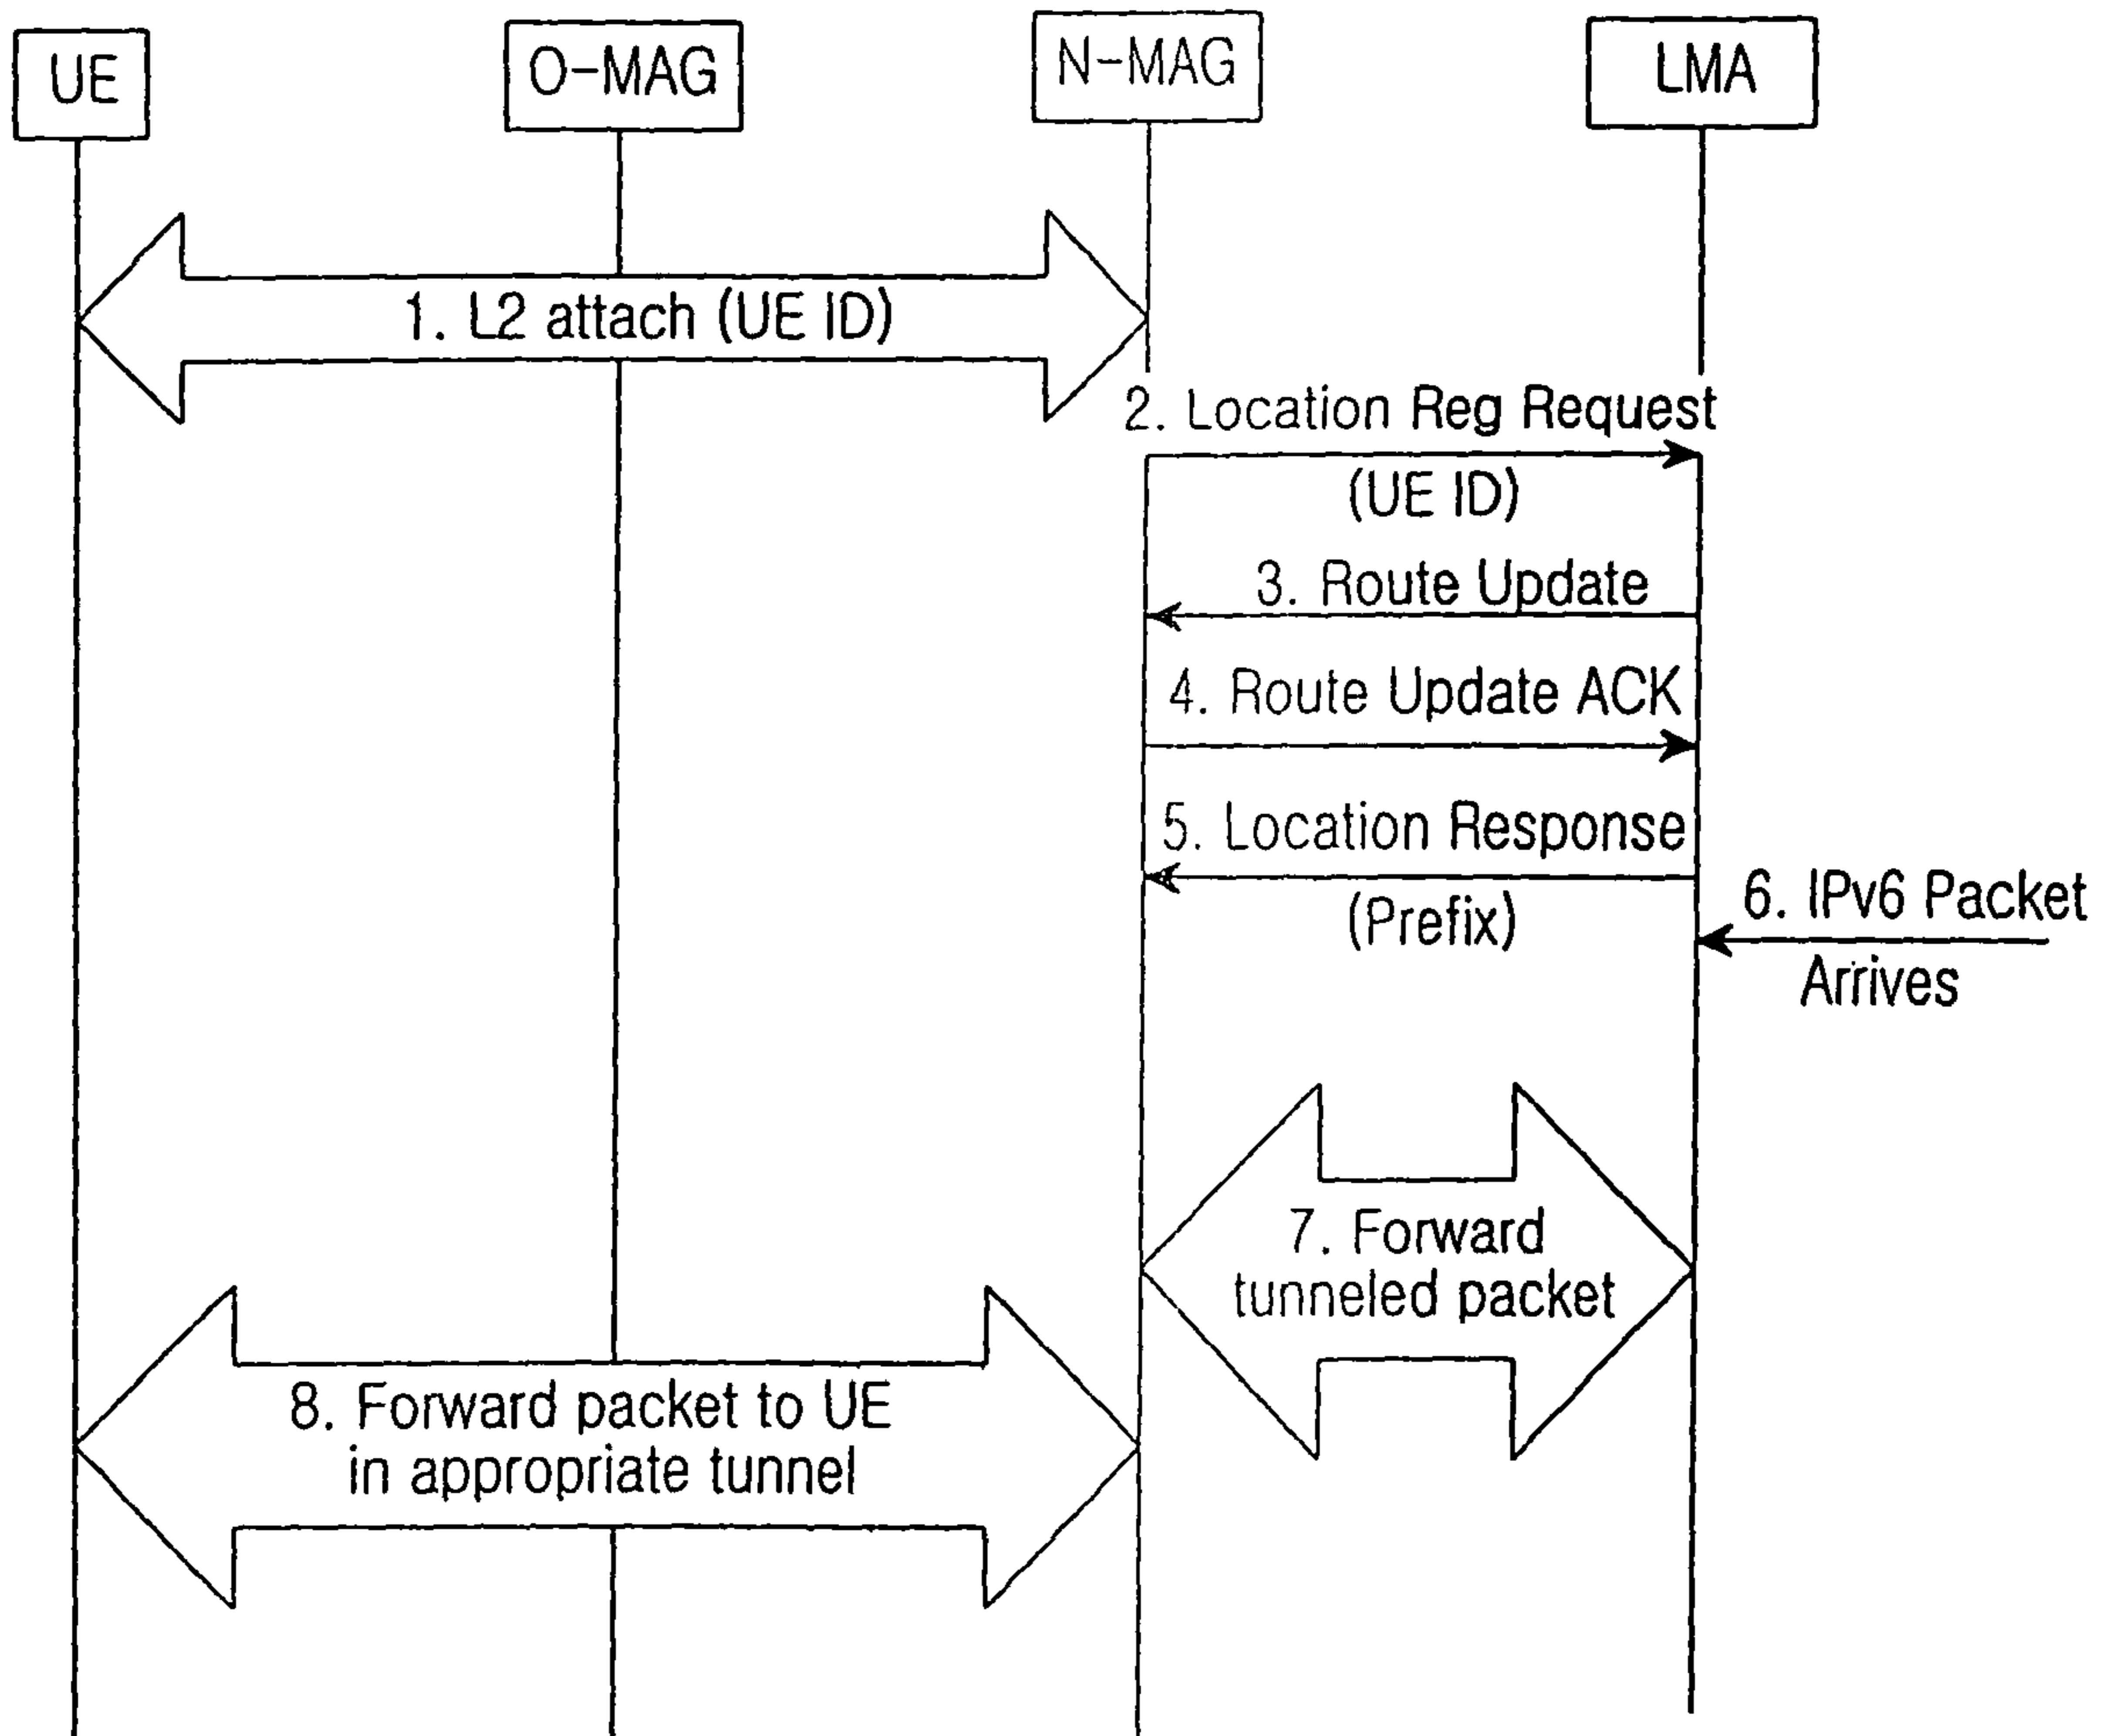 UE
O-MAG
N-MAG
LMA
1. L2 attach (UE ID)
2. Location Reg Request
(UE ID)
3. Route Update
4. Route Update ACK
5. Location Response
(Prefix)
6. IPv6 Packet
Arrives
7. Forward
tunneled packet
8. Forward packet to UE
in appropriate tunnel